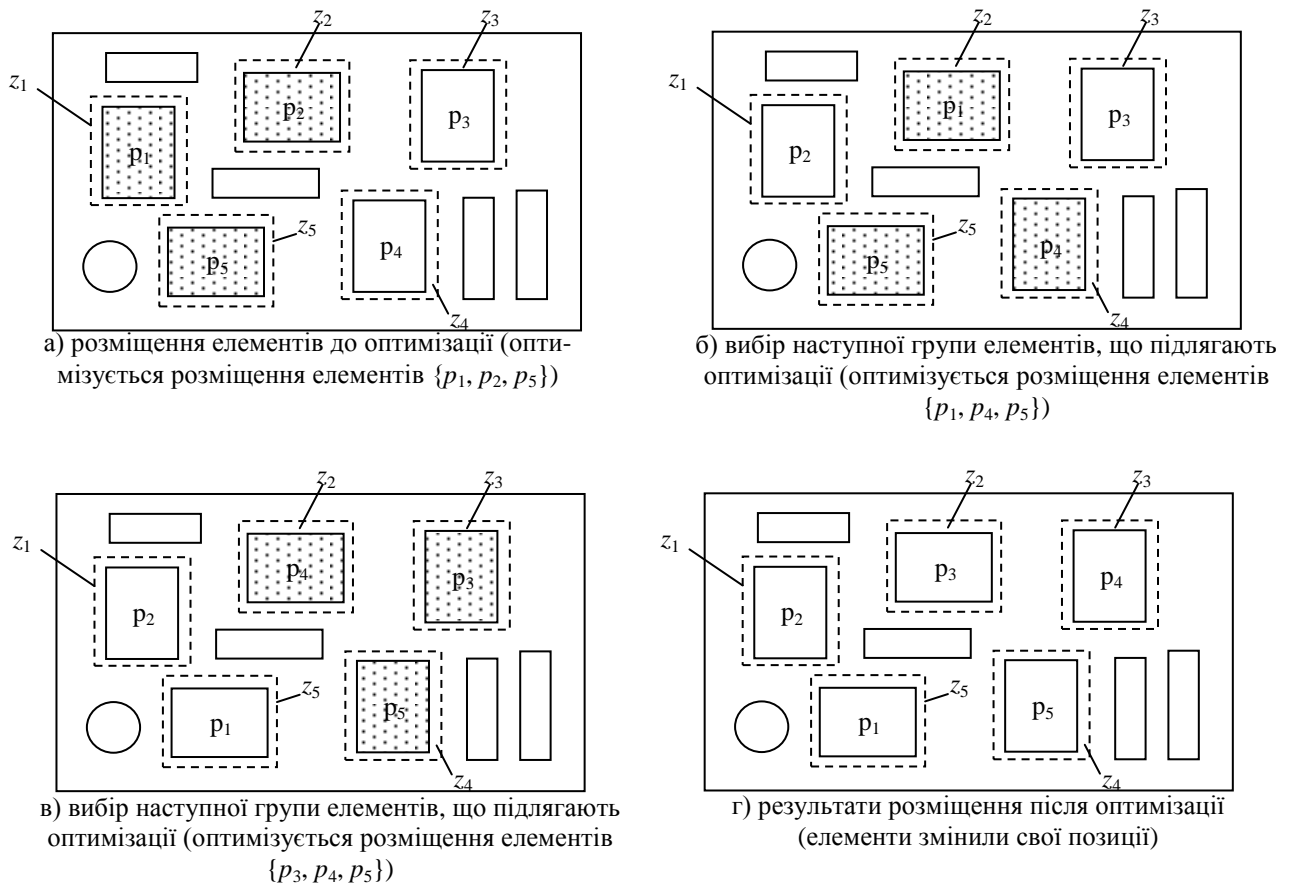 z2
z3
z1
p1
p2
p3
p5
z5
p4
z4
а) розміщення елементів до оптимізації (опти-
мізується розміщення елементів {p1, p2, p5})
z2
z3
z1
p2
p1
p3
p5
z5
p4
z4
б) вибір наступної групи елементів, що підлягають
оптимізації (оптимізується розміщення елементів
{p1, p4, p5})
z2
z3
z1
p2
p4
p3
p1
z5
p5
z4
в) вибір наступної групи елементів, що підлягають
оптимізації (оптимізується розміщення елементів
{p3, p4, p5})
z2
z3
z1
p2
p3
p4
p1
z5
p5
z4
г) результати розміщення після оптимізації
(елементи змінили свої позиції)